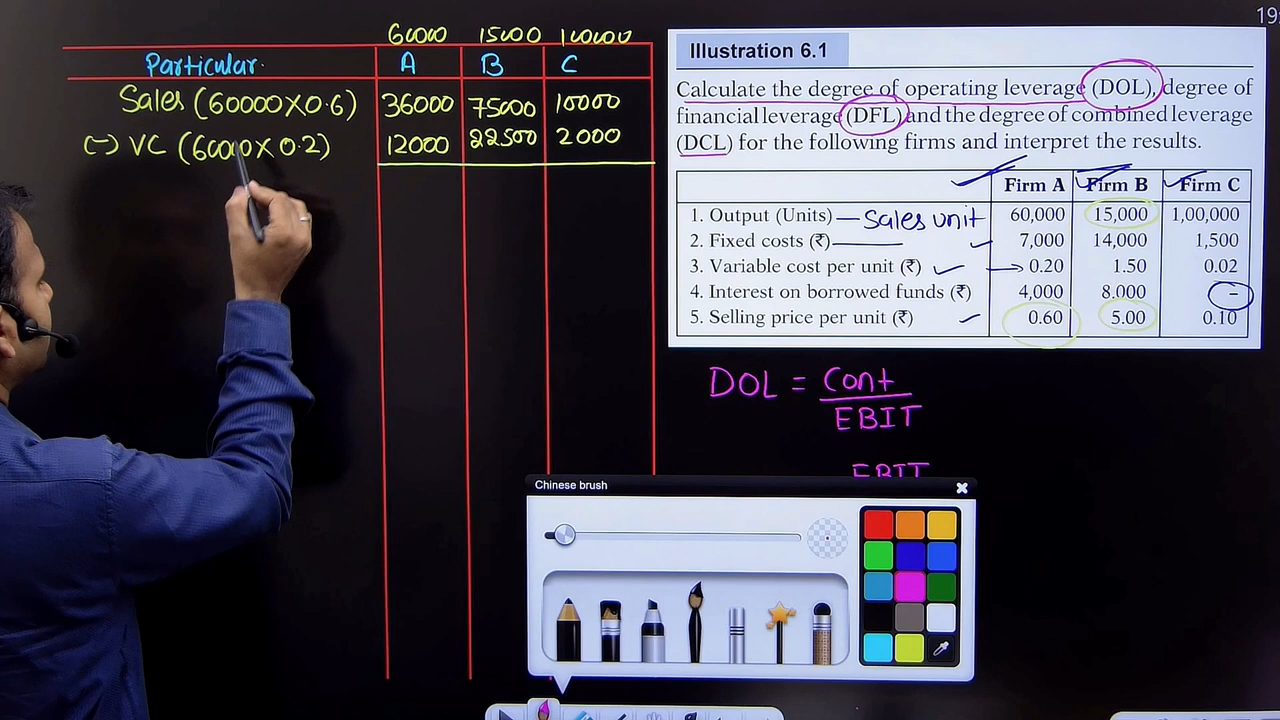 19:
60000 15000 100000
Particular. A B C
Sales (60000 X 0.6) 36000 75000 10000
(-) VC (60000 X 0.2) 12000 22500 2000
Illustration 6.1
Calculate the degree of operating leverage (DOL), degree of
financial leverage (DFL) and the degree of combined leverage
(DCL) for the following firms and interpret the results.
Firm A Firm B Firm C
1. Output (Units) — Sales unit 60,000 15,000 1,00,000
2. Fixed costs (₹) 7,000 14,000 1,500
3. Variable cost per unit (₹) 0.20 1.50 0.02
4. Interest on borrowed funds (₹) 4,000 8,000 -
5. Selling price per unit (₹) 0.60 5.00 0.10
DOL = Cont
EBIT
EBIT
Chinese brush